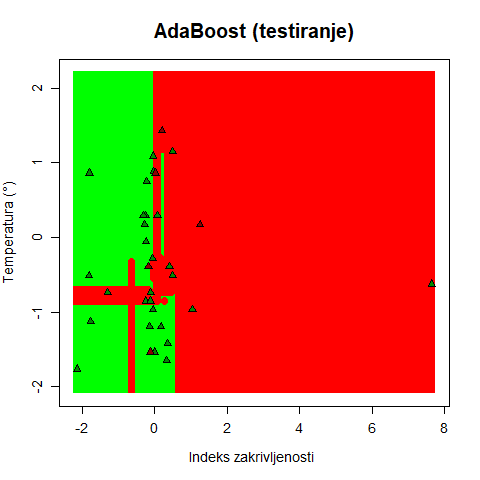 AdaBoost (testiranje)
Temperatura (°)
2
1
0
-1
-2
-2 0 2 4 6 8
Indeks zakrivljenosti